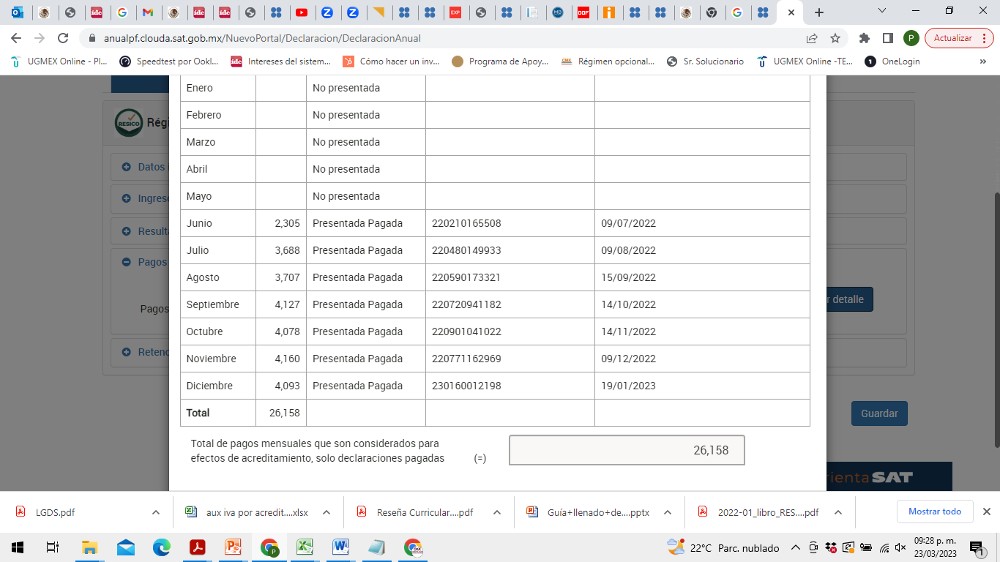 anualpf.clouda.sat.gob.mx/NuevoPortal/Declaracion/DeclaracionAnual
Actualizar
UGMEX Online - Pl...
Speedtest por Ookl...
Intereses del sistem...
Cómo hacer un inv...
Programa de Apoy...
Régimen opcional...
Sr. Solucionario
UGMEX Online -TE...
OneLogin
RESICO
Régi
Datos
Ingres
Result
Pagos
Pagos
Retenc
r detalle
Guardar
Enero No presentada
Febrero No presentada
Marzo No presentada
Abril No presentada
Mayo No presentada
Junio 2,305 Presentada Pagada 220210165508 09/07/2022
Julio 3,688 Presentada Pagada 220480149933 09/08/2022
Agosto 3,707 Presentada Pagada 220590173321 15/09/2022
Septiembre 4,127 Presentada Pagada 220720941182 14/10/2022
Octubre 4,078 Presentada Pagada 220901041022 14/11/2022
Noviembre 4,160 Presentada Pagada 220771162969 09/12/2022
Diciembre 4,093 Presentada Pagada 230160012198 19/01/2023
Total 26,158
Total de pagos mensuales que son considerados para
efectos de acreditamiento, solo declaraciones pagadas (=) 26,158
rientaSAT
LGDS.pdf
aux iva por acredit....xlsx
Reseña Curricular....pdf
Guía+llenado+de....pptx
2022-01_libro_RES....pdf
Mostrar todo
22°C Parc. nublado
09:28 p. m.
23/03/2023
1